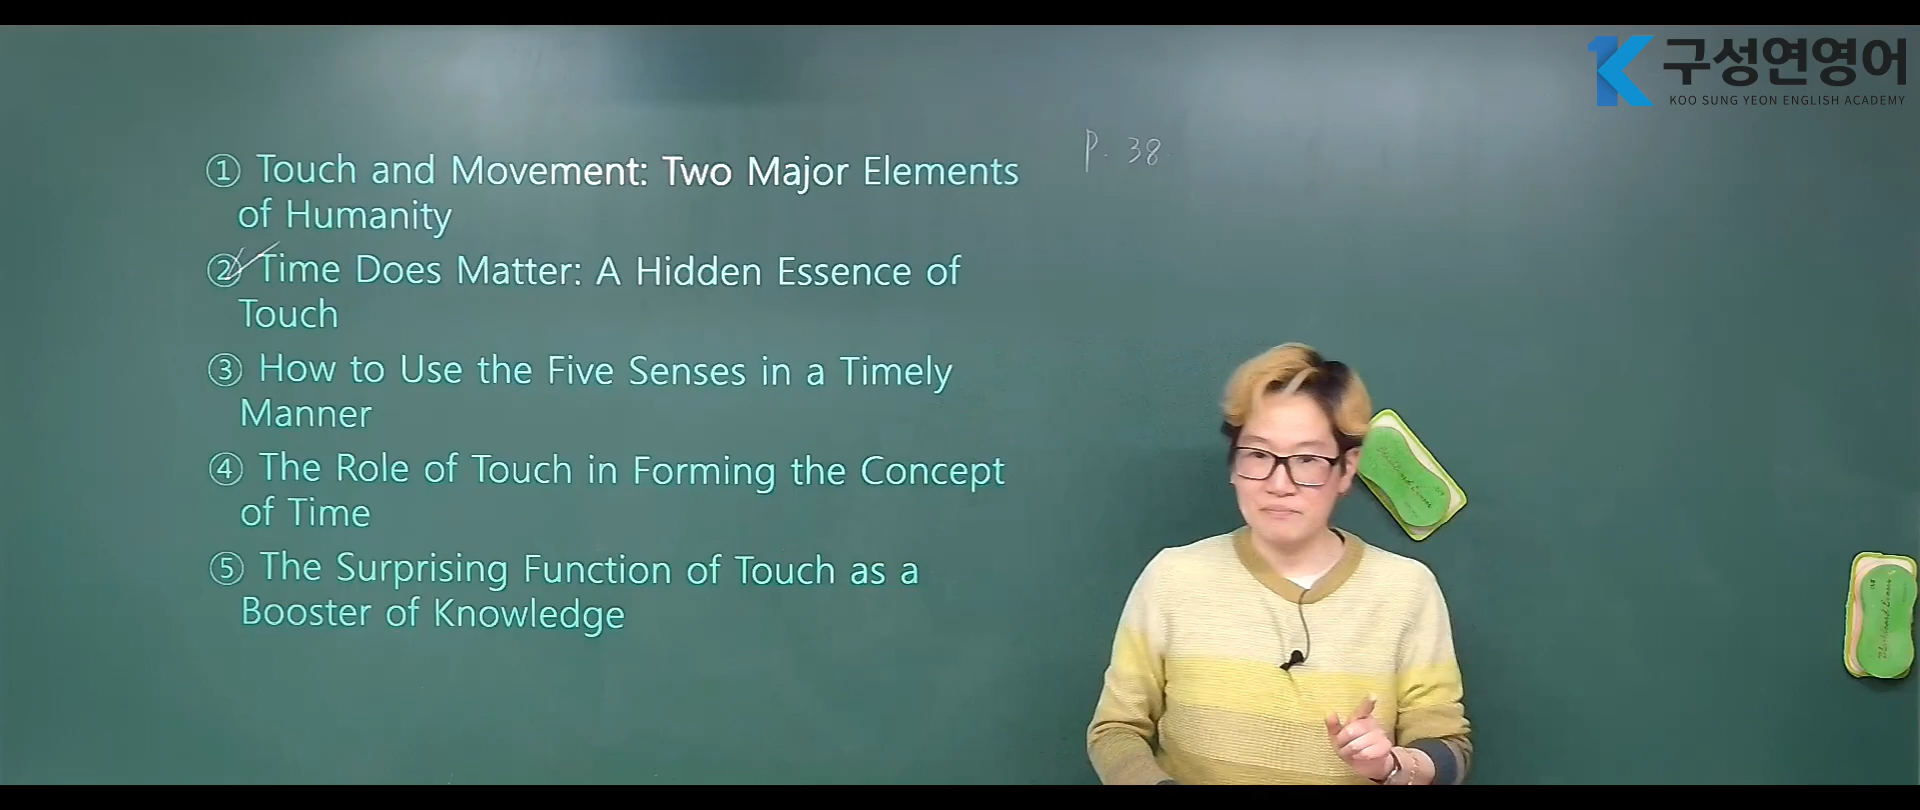 구성연영어
KOO SUNG YEON ENGLISH ACADEMY
p. 38
① Touch and Movement: Two Major Elements
of Humanity
② Time Does Matter: A Hidden Essence of
Touch
③ How to Use the Five Senses in a Timely
Manner
④ The Role of Touch in Forming the Concept
of Time
⑤ The Surprising Function of Touch as a
Booster of Knowledge